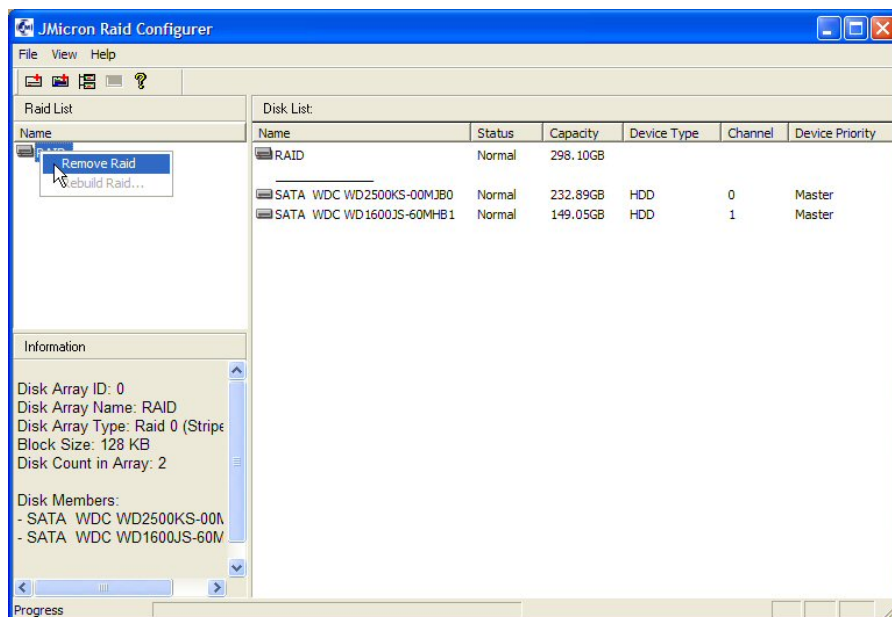 JMicron Raid Configurer
File View Help
Raid List
Name
Remove Raid
Rebuild Raid...
Disk List:
Name Status Capacity Device Type Channel Device Priority
RAID Normal 298.10GB
SATA WDC WD2500KS-00MJB0 Normal 232.89GB HDD 0 Master
SATA WDC WD1600JS-60MHB1 Normal 149.05GB HDD 1 Master
Information
Disk Array ID: 0
Disk Array Name: RAID
Disk Array Type: Raid 0 (Stripe
Block Size: 128 KB
Disk Count in Array: 2
Disk Members:
- SATA WDC WD2500KS-00M
- SATA WDC WD1600JS-60M
Progress